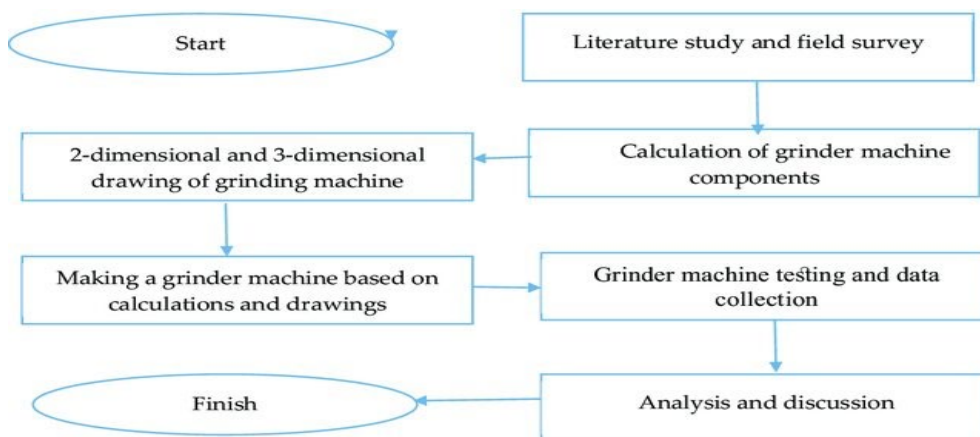 Start
Literature study and field survey
2-dimensional and 3-dimensional
drawing of grinding machine
Calculation of grinder machine
components
Making a grinder machine based on
calculations and drawings
Grinder machine testing and data
collection
Finish
Analysis and discussion